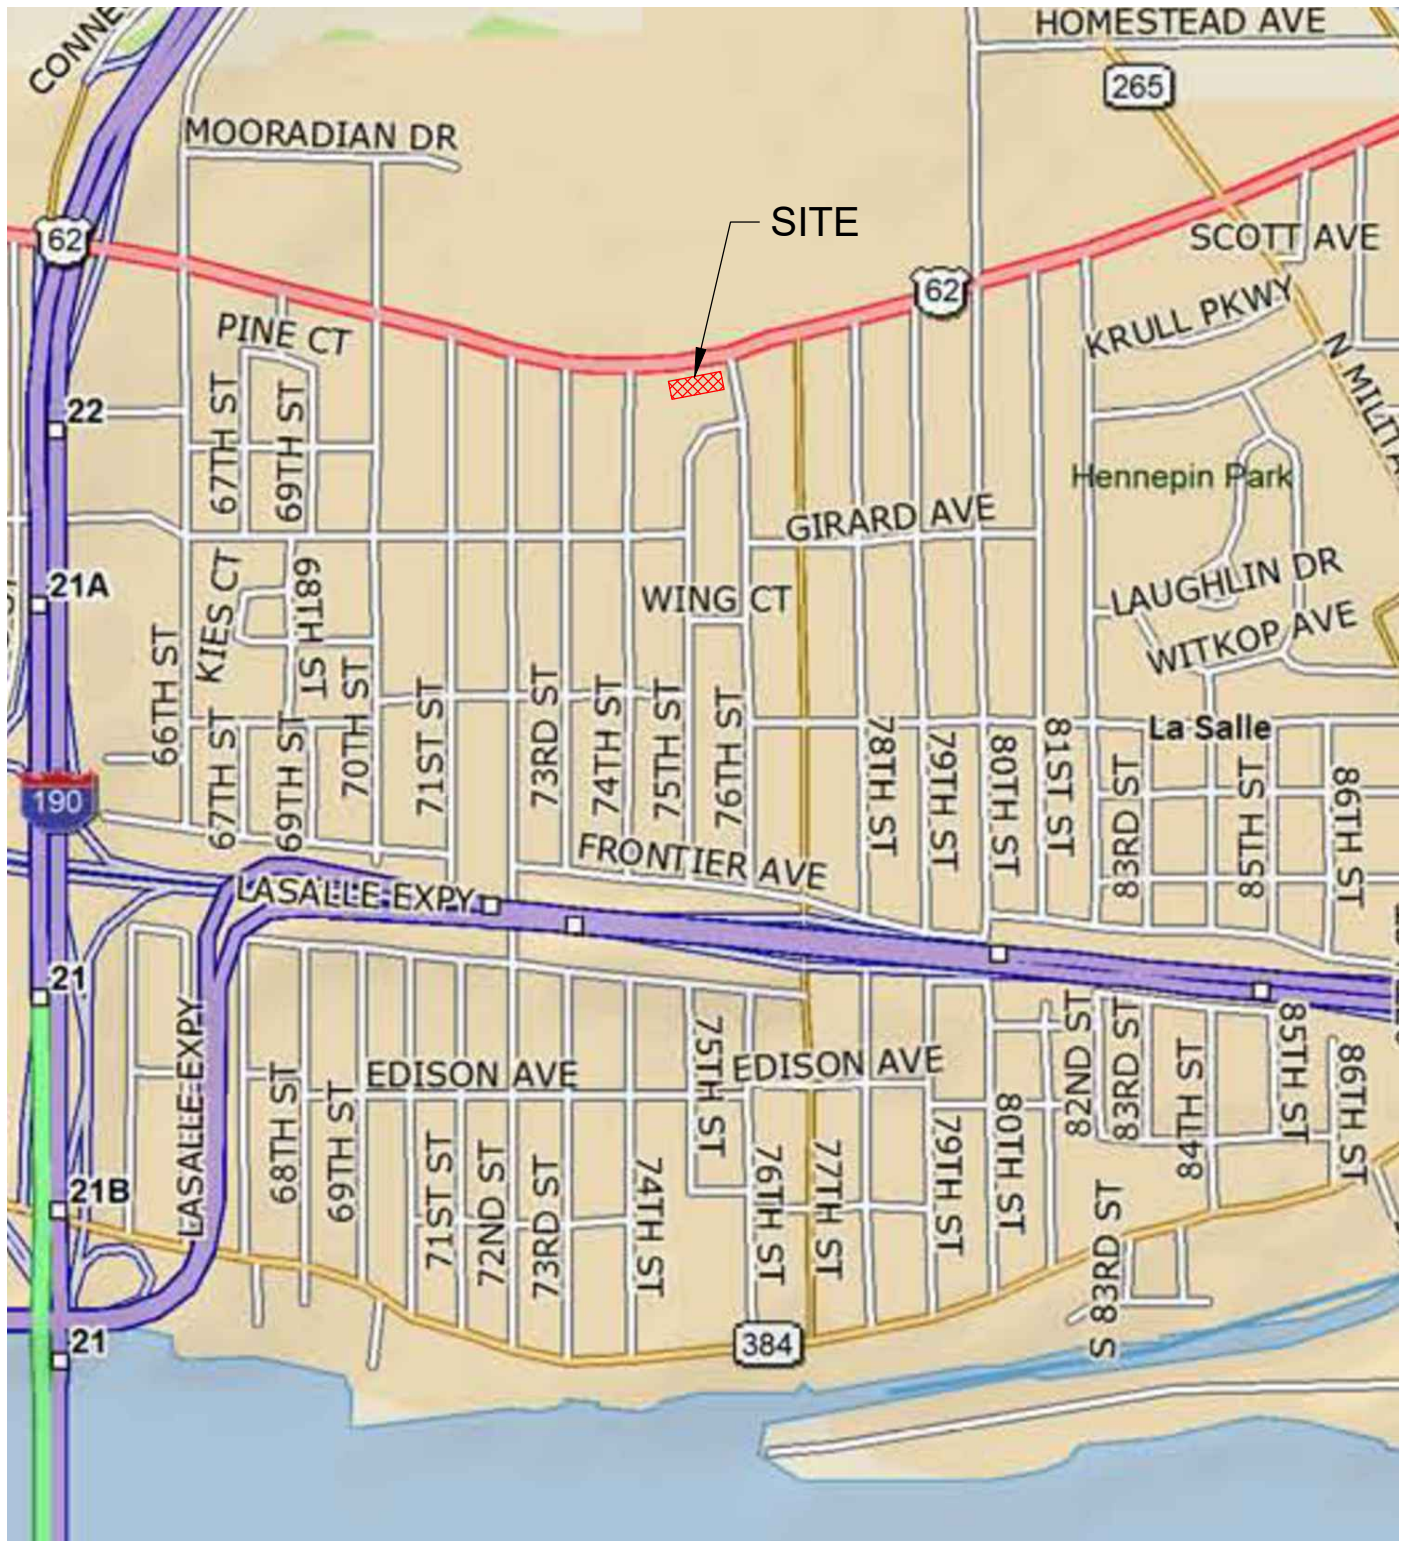 HOMESTEAD AVE
265
MOORADIAN DR
SITE
62
SCOTT AVE
62
KRULL PKWY
PINE CT
22
67TH ST
69TH ST
Hennepin Park
GIRARD AVE
21A
KIES CT
68TH ST
WING CT
LAUGHLIN DR
WITKOP AVE
66TH ST
67TH ST
69TH ST
70TH ST
71ST ST
73RD ST
74TH ST
75TH ST
76TH ST
La Salle
78TH ST
79TH ST
80TH ST
81ST ST
83RD ST
85TH ST
86TH ST
190
FRONTIER AVE
LASALLE EXPY
21
LASALLE EXPY
EDISON AVE
EDISON AVE
75TH ST
82ND ST
83RD ST
84TH ST
85TH ST
86TH ST
68TH ST
69TH ST
71ST ST
72ND ST
73RD ST
74TH ST
76TH ST
77TH ST
79TH ST
80TH ST
S 83RD ST
21B
21
384